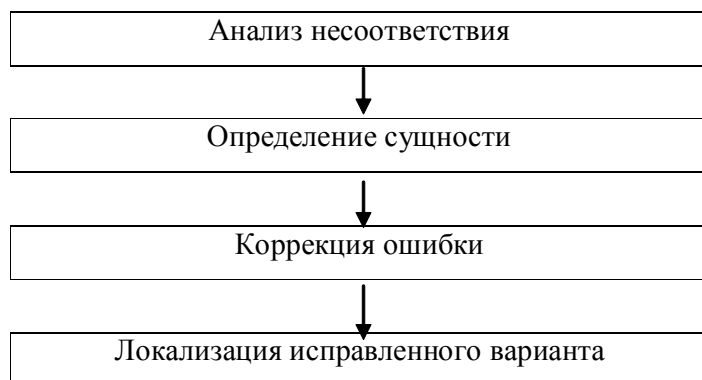 Анализ несоответствия
Определение сущности
Коррекция ошибки
Локализация исправленного варианта